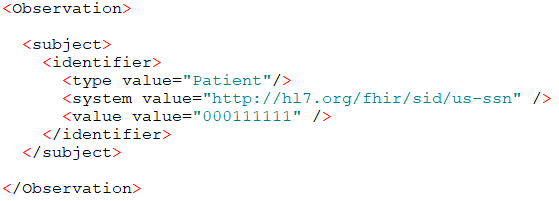 <Observation>
<subject>
<identifier>
<type value="Patient"/>
<system value="http://hl7.org/fhir/sid/us-ssn" />
<value value="000111111" />
</identifier>
</subject>
</Observation>